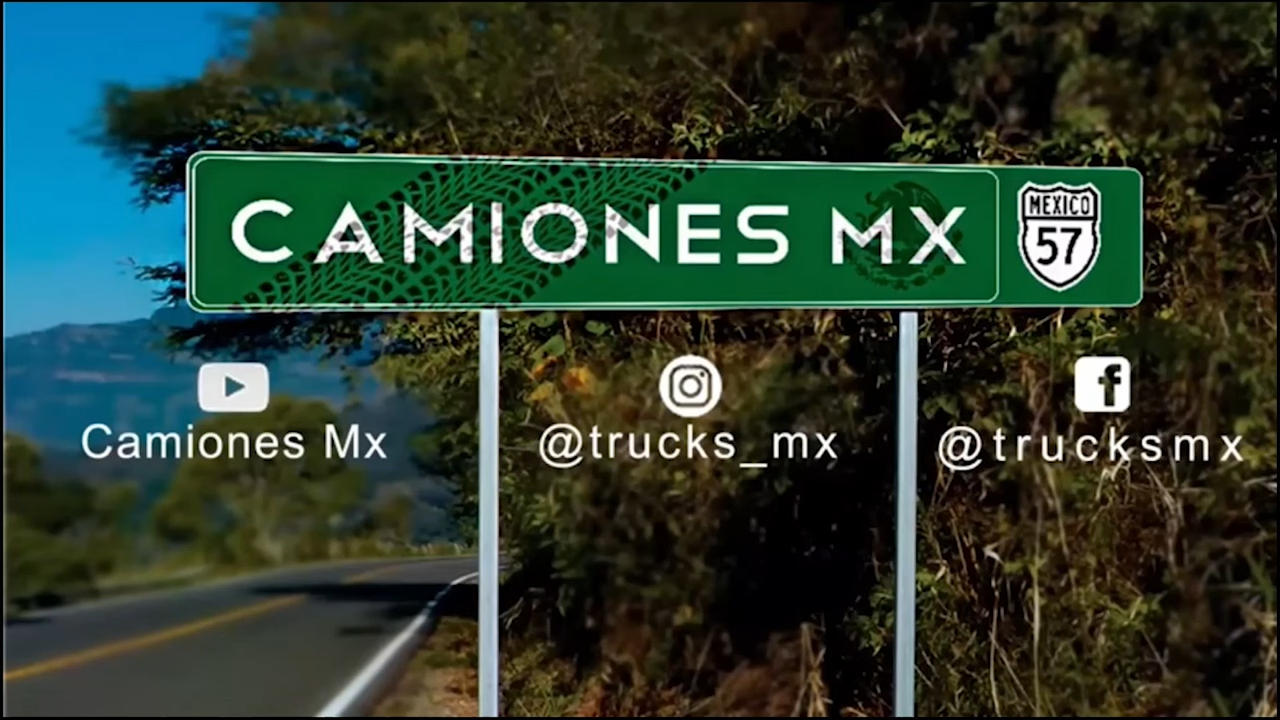 CAMIONES MX
MEXICO
57
Camiones Mx
@trucks_mx
@trucksmx